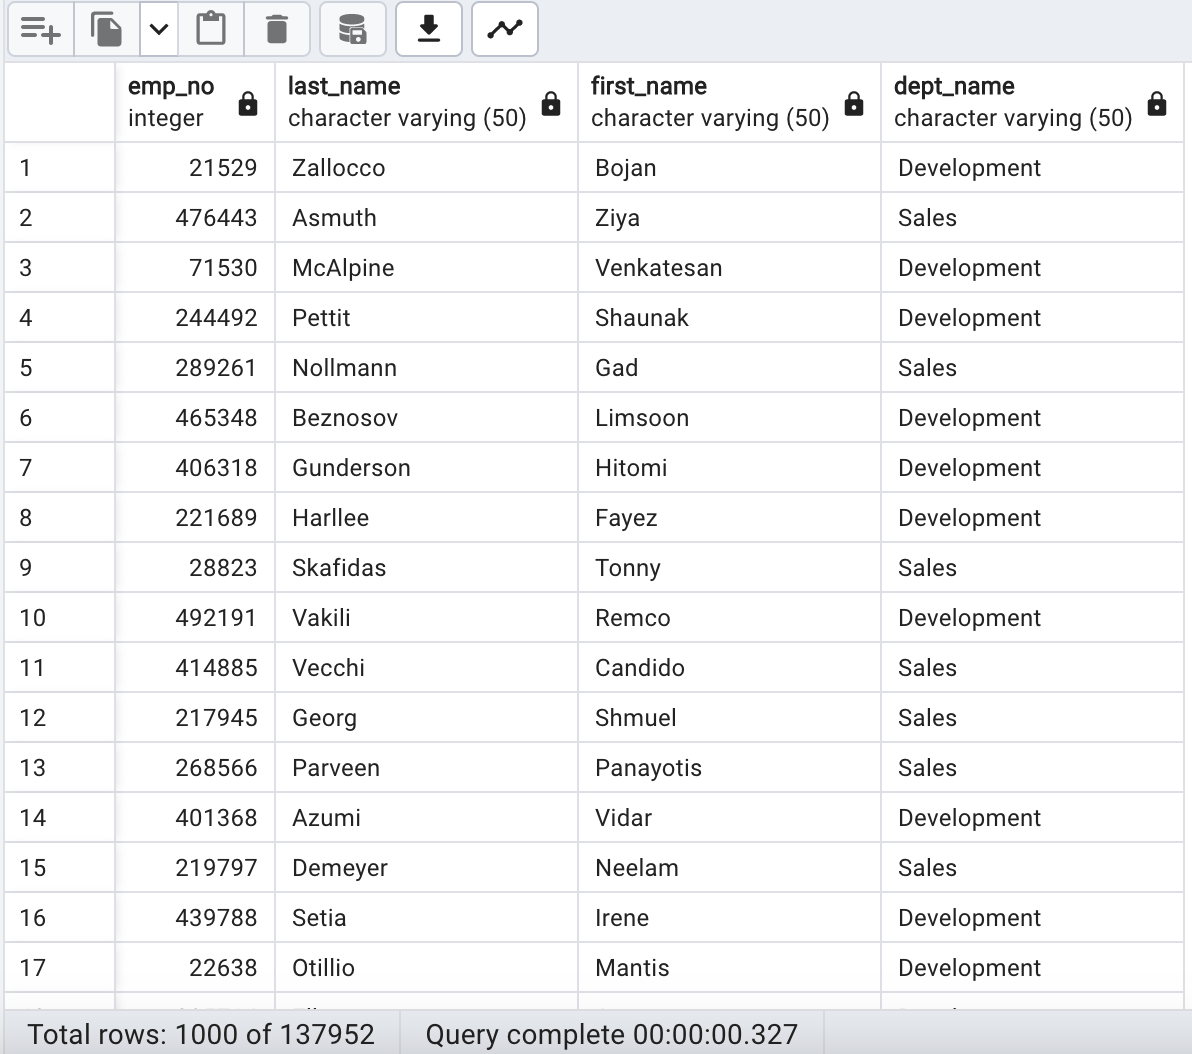 emp_no last_name first_name dept_name
integer character varying (50) character varying (50) character varying (50)
1 21529 Zallocco Bojan Development
2 476443 Asmuth Ziya Sales
3 71530 McAlpine Venkatesan Development
4 244492 Pettit Shaunak Development
5 289261 Nollmann Gad Sales
6 465348 Beznosov Limsoon Development
7 406318 Gunderson Hitomi Development
8 221689 Harllee Fayez Development
9 28823 Skafidas Tonny Sales
10 492191 Vakili Remco Development
11 414885 Vecchi Candido Sales
12 217945 Georg Shmuel Sales
13 268566 Parveen Panayotis Sales
14 401368 Azumi Vidar Development
15 219797 Demeyer Neelam Sales
16 439788 Setia Irene Development
17 22638 Otillio Mantis Development
Total rows: 1000 of 137952 Query complete 00:00:00.327